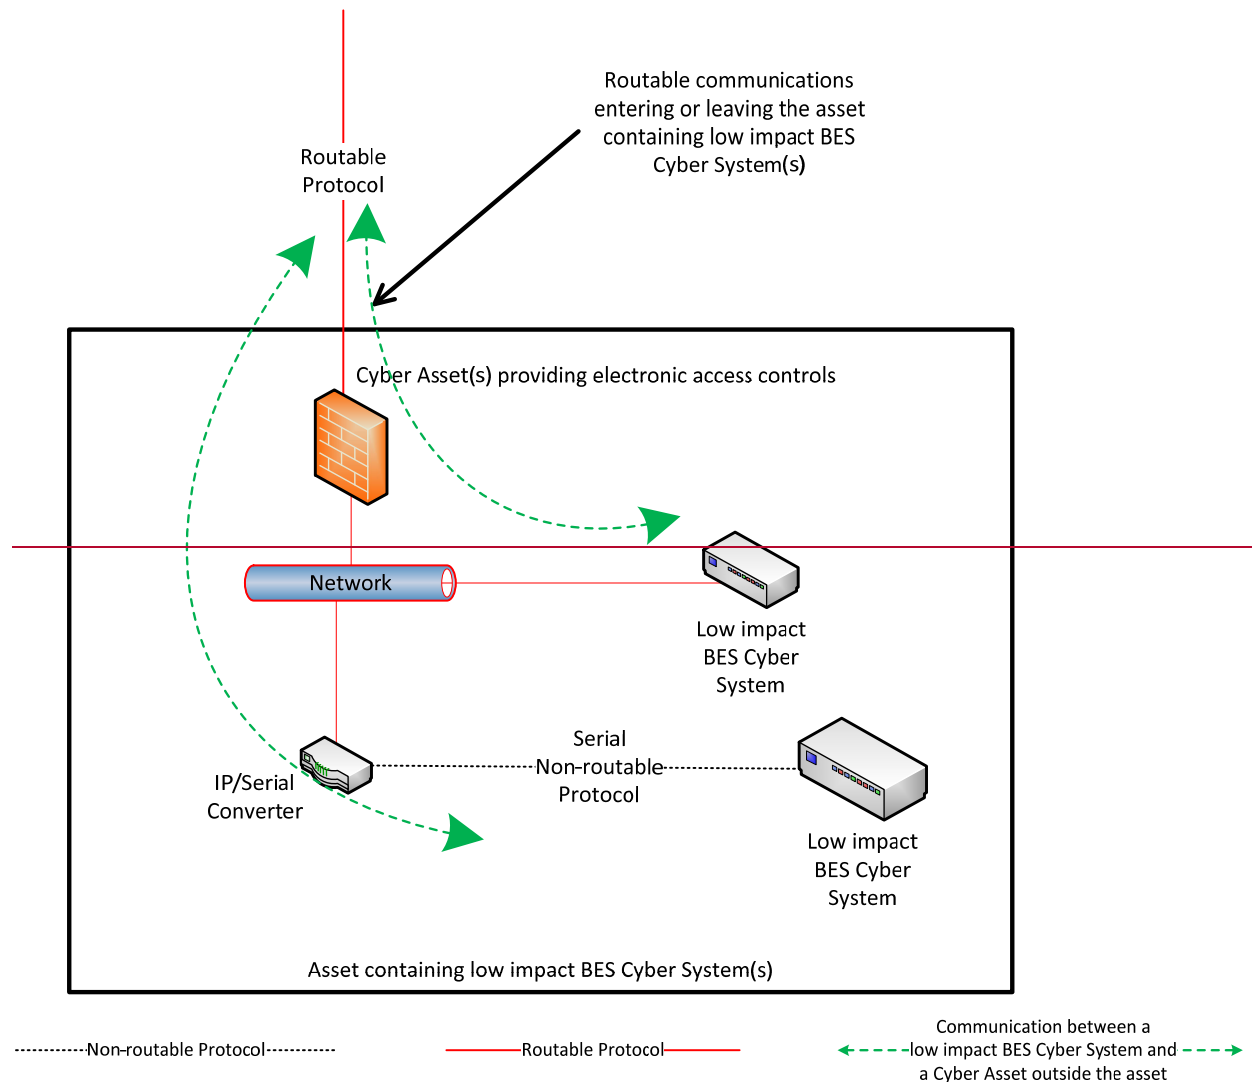 Routable communications
entering or leaving the asset
containing low impact BES
Cyber System(s)
Routable
Protocol
Cyber Asset(s) providing electronic access controls
Network
Low impact
BES Cyber
System
Serial
Non-routable
Protocol
IP/Serial
Converter
Low impact
BES Cyber
System
Asset containing low impact BES Cyber System(s)
Non-routable Protocol
Routable Protocol
Communication between a
low impact BES Cyber System and
a Cyber Asset outside the asset